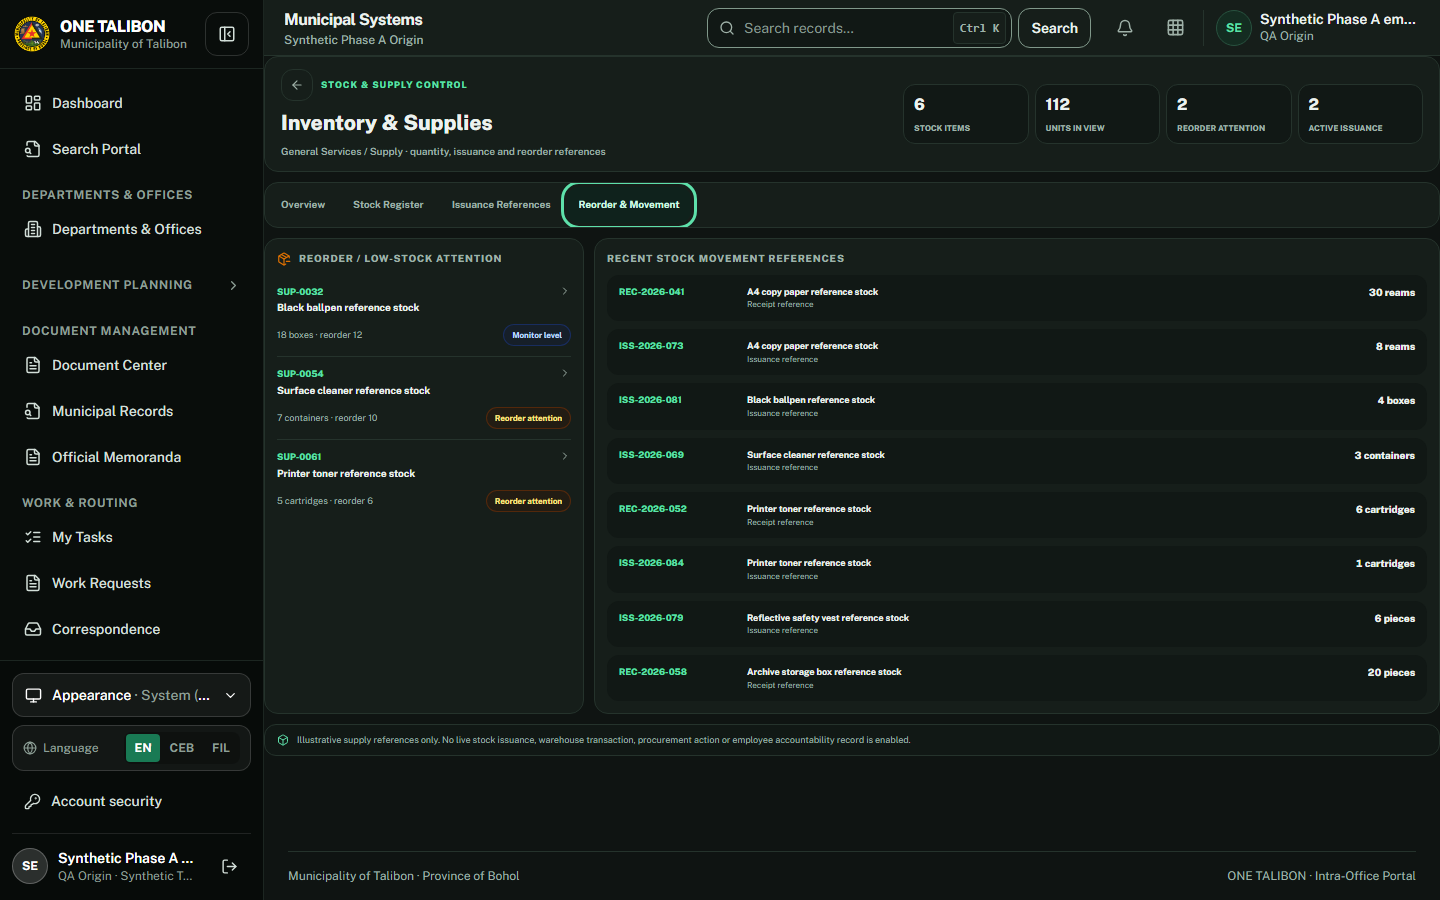 ONE TALIBON
Municipality of Talibon
Dashboard
Search Portal
DEPARTMENTS & OFFICES
Departments & Offices
DEVELOPMENT PLANNING
DOCUMENT MANAGEMENT
Document Center
Municipal Records
Official Memoranda
WORK & ROUTING
My Tasks
Work Requests
Correspondence
Appearance · System (...
Language EN CEB FIL
Account security
SE
Synthetic Phase A ...
QA Origin · Synthetic T...
Municipal Systems
Synthetic Phase A Origin
Search records...
Ctrl K
Search
SE
Synthetic Phase A em...
QA Origin
STOCK & SUPPLY CONTROL
Inventory & Supplies
General Services / Supply · quantity, issuance and reorder references
6
STOCK ITEMS
112
UNITS IN VIEW
2
REORDER ATTENTION
2
ACTIVE ISSUANCE
Overview
Stock Register
Issuance References
Reorder & Movement
REORDER / LOW-STOCK ATTENTION
SUP-0032
Black ballpen reference stock
18 boxes · reorder 12
Monitor level
SUP-0054
Surface cleaner reference stock
7 containers · reorder 10
Reorder attention
SUP-0061
Printer toner reference stock
5 cartridges · reorder 6
Reorder attention
RECENT STOCK MOVEMENT REFERENCES
REC-2026-041
A4 copy paper reference stock
Receipt reference
30 reams
ISS-2026-073
A4 copy paper reference stock
Issuance reference
8 reams
ISS-2026-081
Black ballpen reference stock
Issuance reference
4 boxes
ISS-2026-069
Surface cleaner reference stock
Issuance reference
3 containers
REC-2026-052
Printer toner reference stock
Receipt reference
6 cartridges
ISS-2026-084
Printer toner reference stock
Issuance reference
1 cartridges
ISS-2026-079
Reflective safety vest reference stock
Issuance reference
6 pieces
REC-2026-058
Archive storage box reference stock
Receipt reference
20 pieces
Illustrative supply references only. No live stock issuance, warehouse transaction, procurement action or employee accountability record is enabled.
Municipality of Talibon · Province of Bohol
ONE TALIBON · Intra-Office Portal